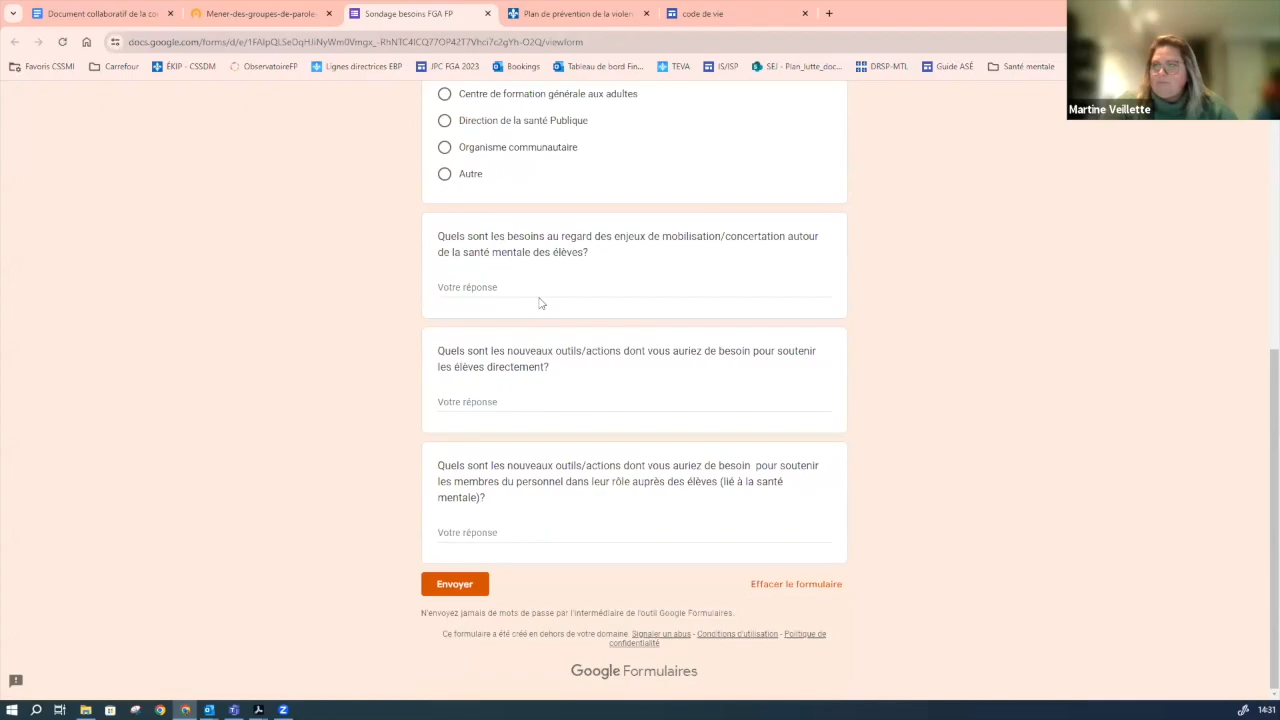 Document collaboratif de la co
Mener-des-groupes-de-parole-
Sondage besoins FGA FP
Plan de prévention de la violen
code de vie
docs.google.com/forms/d/e/
/viewform
Favoris CSSMI
Carrefour
ÉKIP - CSSDM
ObservatoireFP
Lignes directrices EBP
JPC FGA 2023
Bookings
Tableau de bord Fin...
TEVA
IS/ISP
SEJ - Plan_lutte_doc...
DRSP-MTL
Guide ASÉ
Santé mentale
Martine Veillette
Centre de formation générale aux adultes
Direction de la santé Publique
Organisme communautaire
Autre
Quels sont les besoins au regard des enjeux de mobilisation/concertation autour
de la santé mentale des élèves?
Votre réponse
Quels sont les nouveaux outils/actions dont vous auriez de besoin pour soutenir
les élèves directement?
Votre réponse
Quels sont les nouveaux outils/actions dont vous auriez de besoin pour soutenir
les membres du personnel dans leur rôle auprès des élèves (lié à la santé
mentale)?
Votre réponse
Envoyer
Effacer le formulaire
N'envoyez jamais de mots de passe par l'intermédiaire de l'outil Google Formulaires.
Ce formulaire a été créé en dehors de votre domaine. Signaler un abus - Conditions d'utilisation - Politique de
confidentialité
Google Formulaires
14:31